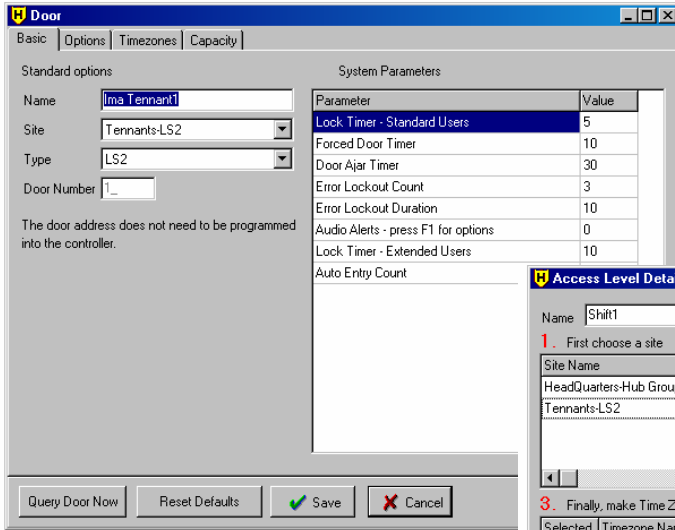 Door
Basic Options Timezones Capacity
Standard options
Name Ima Tennant1
Site Tennants-LS2
Type LS2
Door Number 1_
The door address does not need to be programmed
into the controller.
System Parameters
Parameter Value
Lock Timer - Standard Users 5
Forced Door Timer 10
Door Ajar Timer 30
Error Lockout Count 3
Error Lockout Duration 10
Audio Alerts - press F1 for options 0
Lock Timer - Extended Users 10
Auto Entry Count
Query Door Now Reset Defaults Save Cancel
Access Level Deta
Name Shift1
1. First choose a site
Site Name
HeadQuarters-Hub Grou
Tennants-LS2
3. Finally, make Time Z
Selected Timezone Na